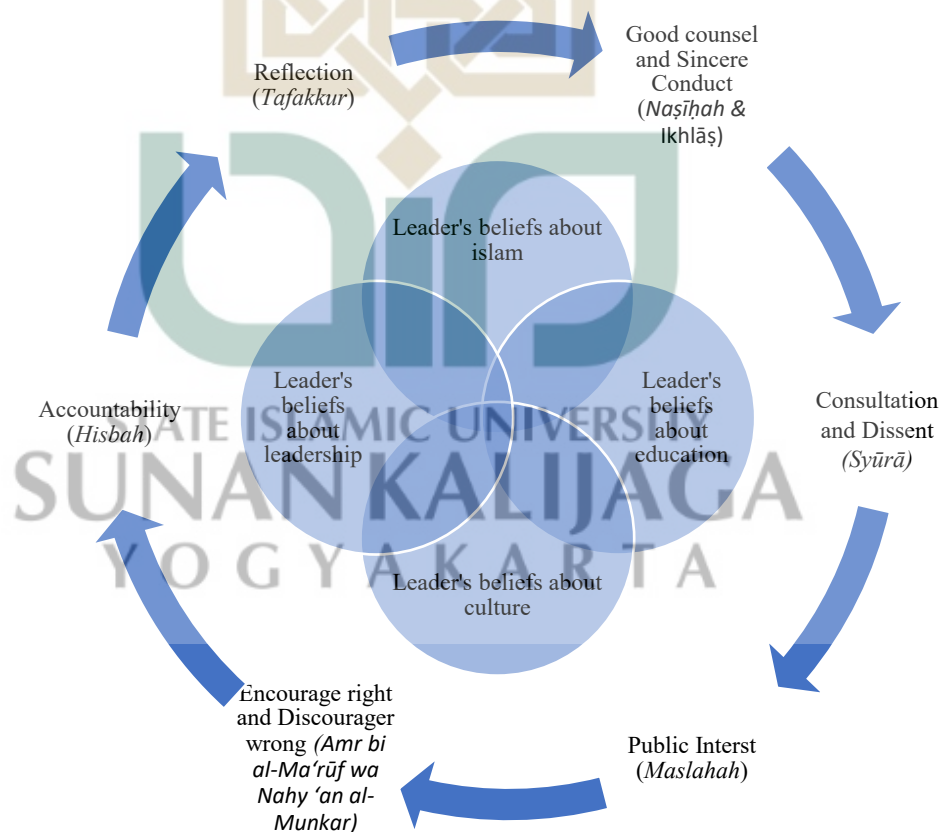 Reflection
(Tafakkur)
Good counsel
and Sincere
Conduct
(Naṣīḥah &
Ikhlāṣ)
Leader's beliefs about
islam
Leader's
beliefs
about
leadership
Leader's
beliefs
about
education
Leader's beliefs about
culture
Consultation
and Dissent
(Syūrā)
Public Interst
(Maslahah)
Encourage right
and Discourager
wrong (Amr bi
al-Ma‘rūf wa
Nahy ‘an al-
Munkar)
Accountability
(Hisbah)
STATE ISLAMIC UNIVERSITY
SUNAN KALIJAGA
YOGYAKARTA